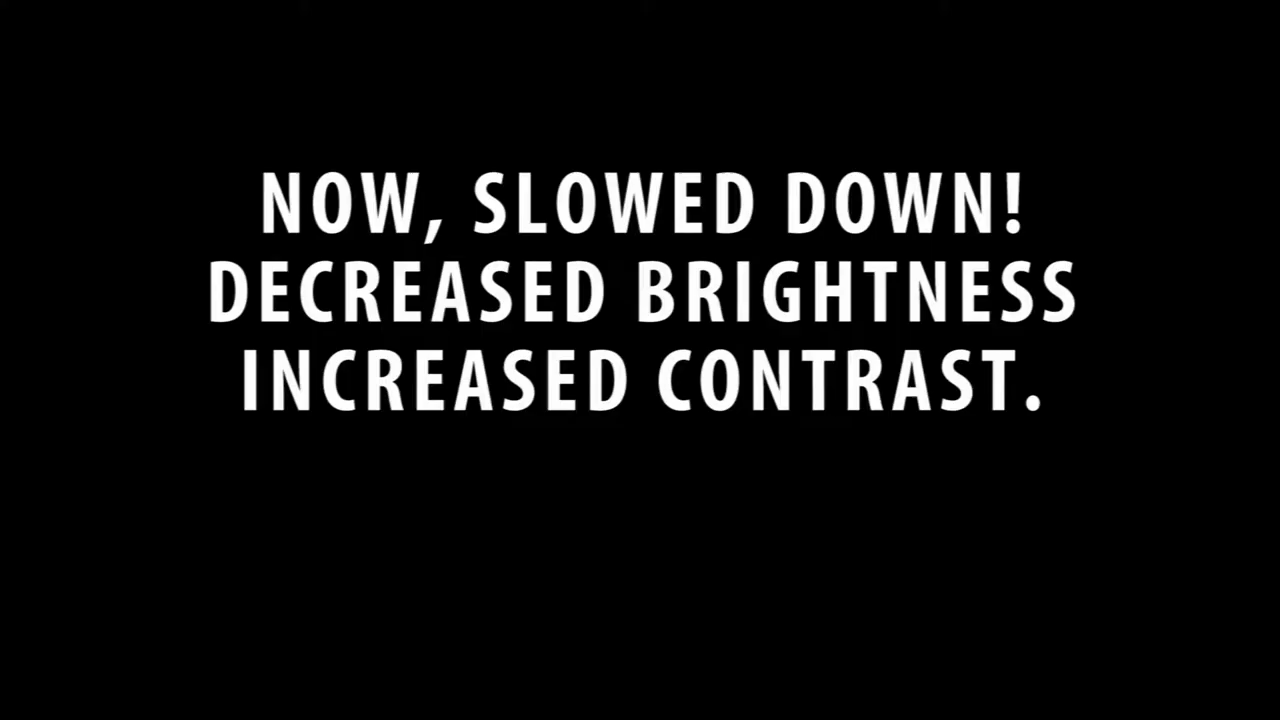 NOW, SLOWED DOWN!
DECREASED BRIGHTNESS
INCREASED CONTRAST.